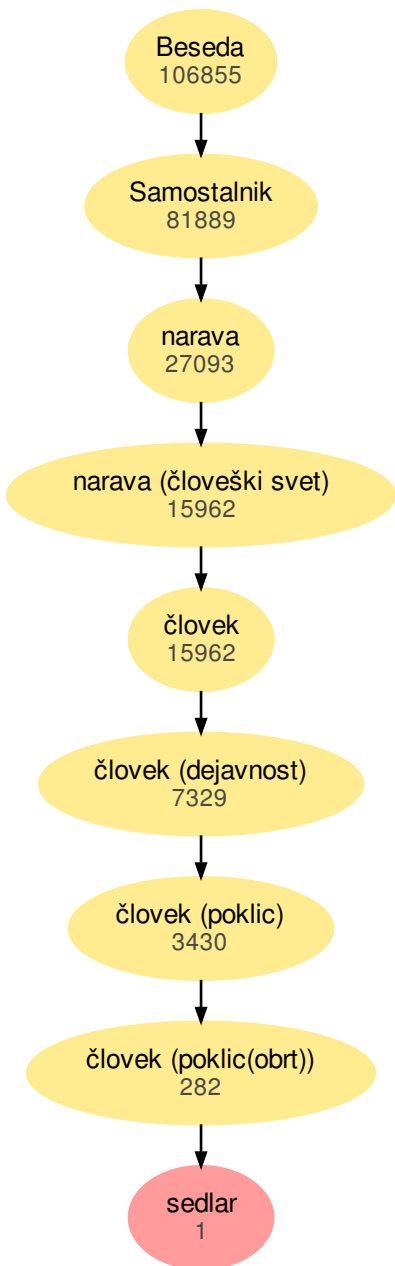 Beseda
106855
Samostalnik
81889
narava
27093
narava (človeški svet)
15962
človek
15962
človek (dejavnost)
7329
človek (poklic)
3430
človek (poklic(obrt))
282
sedlar
1